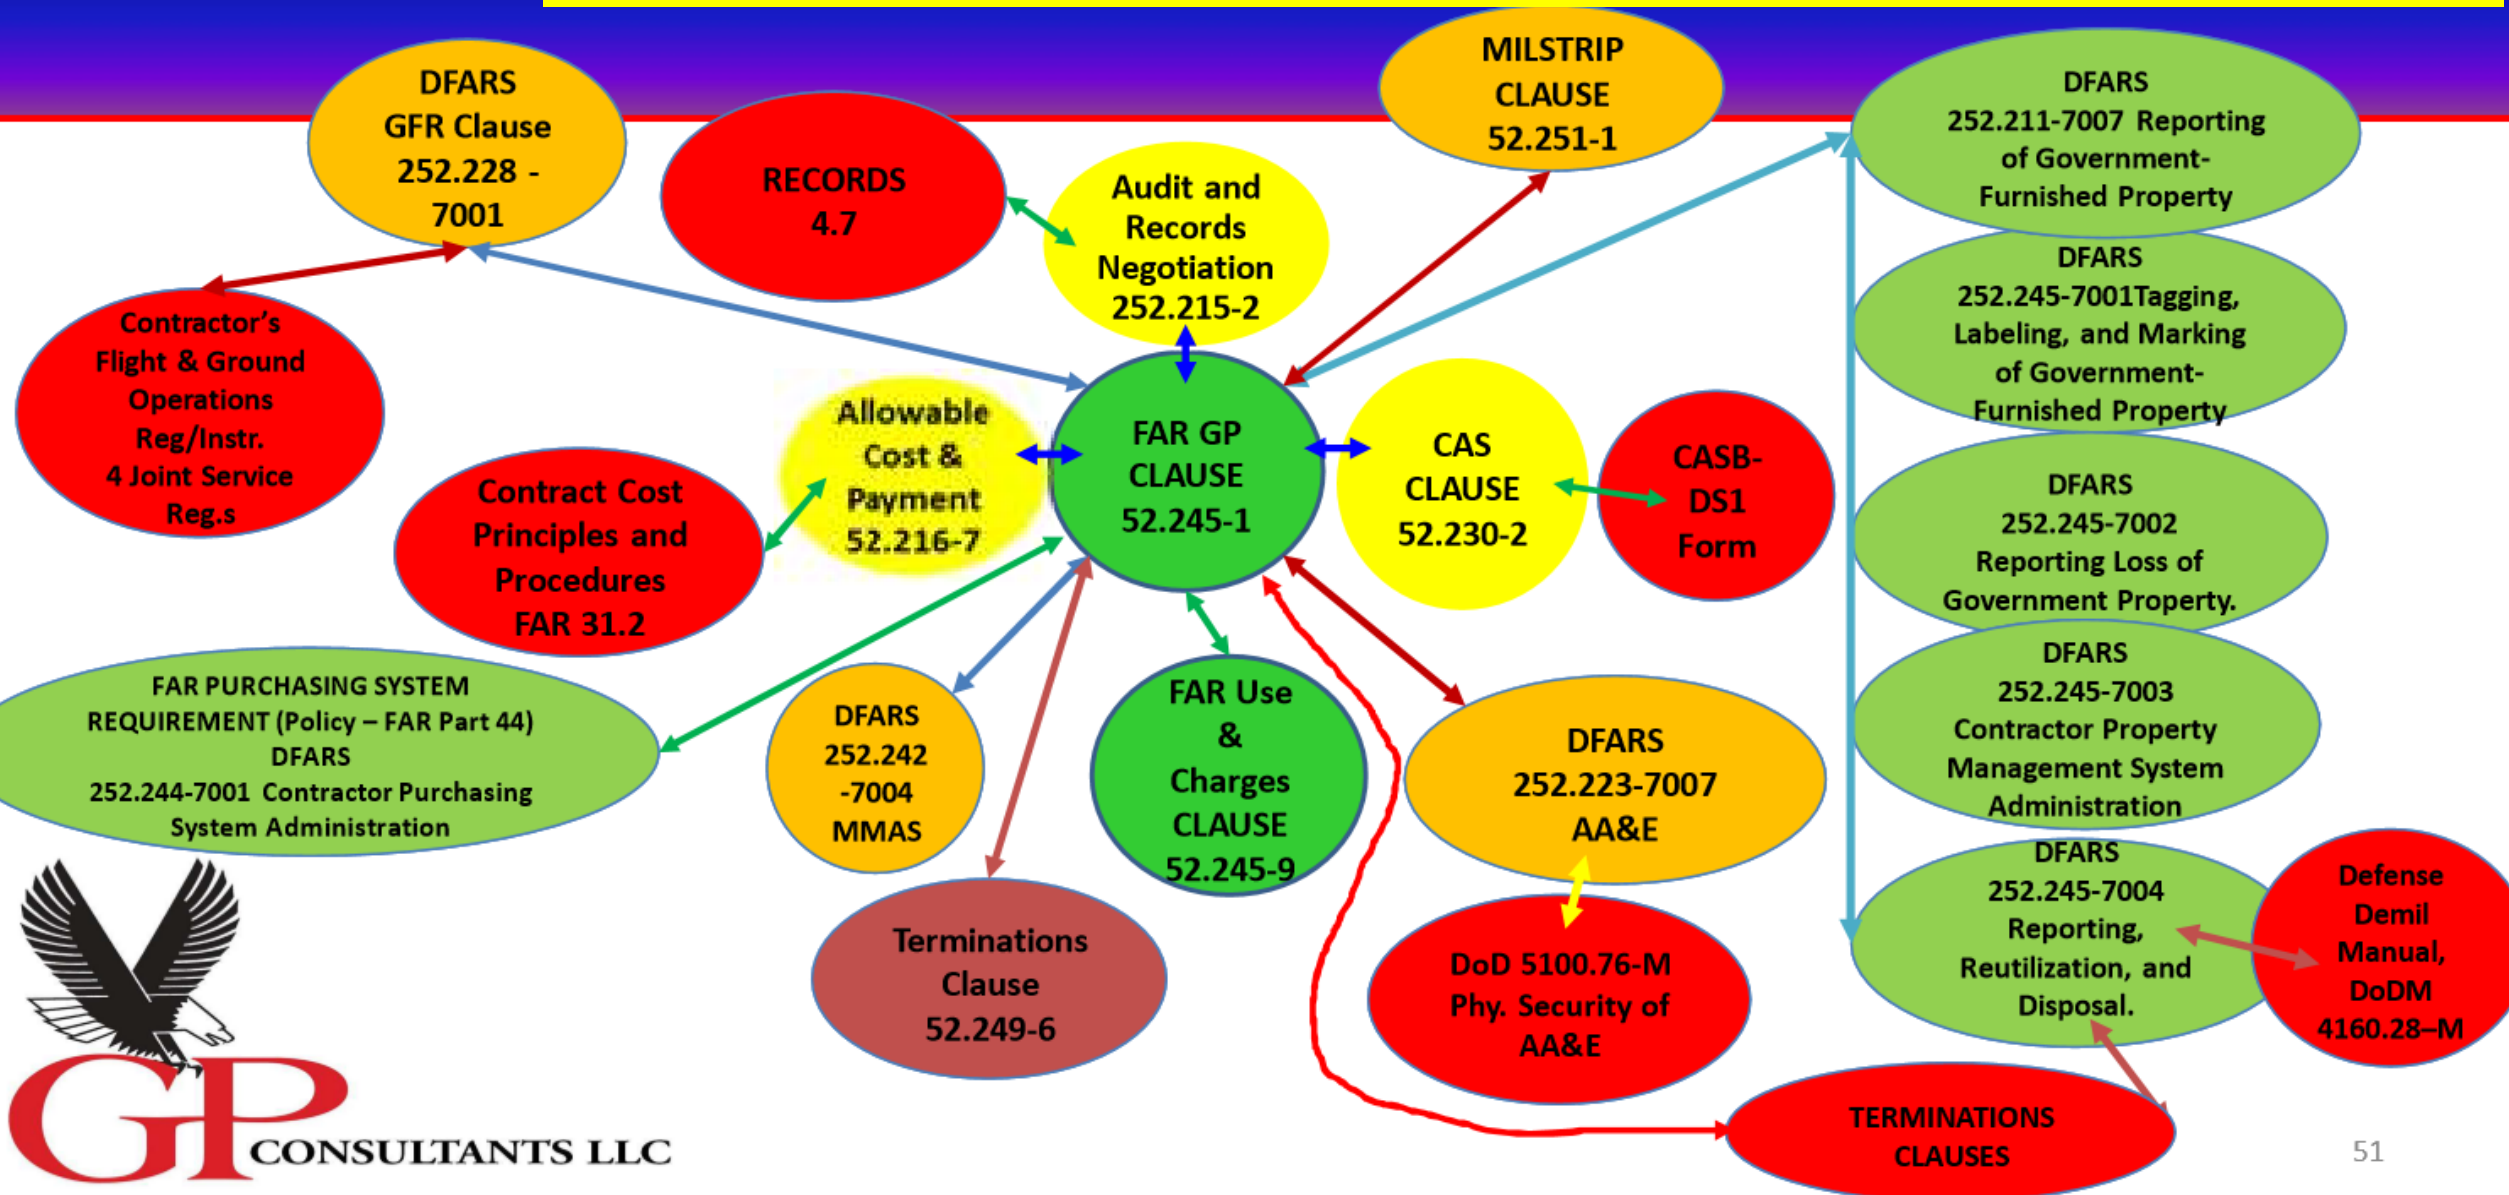 DFARS
GFR Clause
252.228 -
7001
RECORDS
4.7
Audit and
Records
Negotiation
252.215-2
MILSTRIP
CLAUSE
52.251-1
DFARS
252.211-7007 Reporting
of Government-
Furnished Property
DFARS
252.245-7001Tagging,
Labeling, and Marking
of Government-
Furnished Property
Contractor’s
Flight & Ground
Operations
Reg/Instr.
4 Joint Service
Reg.s
Contract Cost
Principles and
Procedures
FAR 31.2
Allowable
Cost &
Payment
52.216-7
FAR GP
CLAUSE
52.245-1
CAS
CLAUSE
52.230-2
CASB-
DS1
Form
DFARS
252.245-7002
Reporting Loss of
Government Property.
FAR PURCHASING SYSTEM
REQUIREMENT (Policy – FAR Part 44)
DFARS
252.244-7001 Contractor Purchasing
System Administration
DFARS
252.242
-7004
MMAS
FAR Use
&
Charges
CLAUSE
52.245-9
DFARS
252.223-7007
AA&E
DFARS
252.245-7003
Contractor Property
Management System
Administration
Terminations
Clause
52.249-6
DoD 5100.76-M
Phy. Security of
AA&E
DFARS
252.245-7004
Reporting,
Reutilization, and
Disposal.
Defense
Demil
Manual,
DoDM
4160.28–M
TERMINATIONS
CLAUSES
GP CONSULTANTS LLC
51